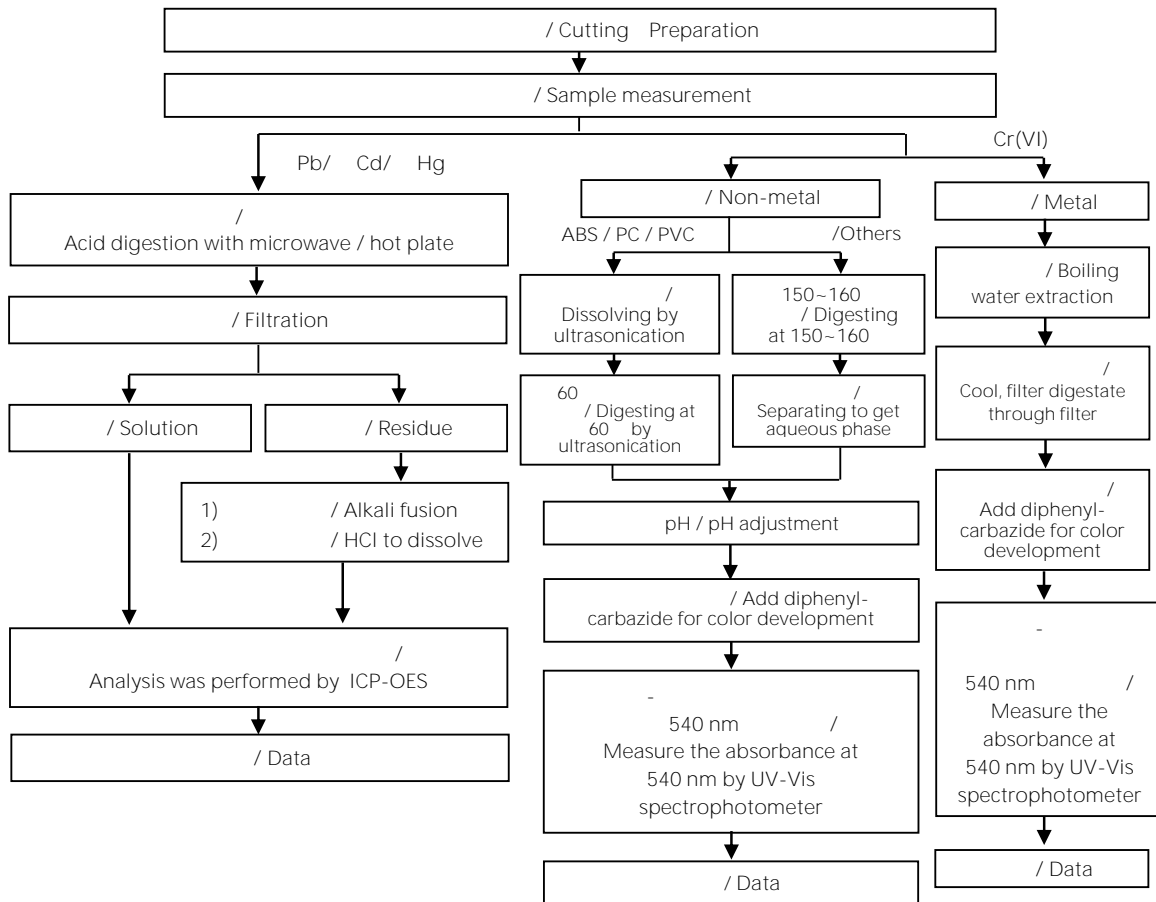 / Cutting Preparation
/ Sample measurement
Pb/ Cd/ Hg
/
Acid digestion with microwave / hot plate
/ Filtration
/ Solution
/ Residue
1) / Alkali fusion
2) / HCl to dissolve
/
Analysis was performed by ICP-OES
/ Data
Cr(VI)
/ Non-metal
ABS / PC / PVC
/Others
/
Dissolving by
ultrasonication
150~160
/ Digesting
at 150~160
60
/ Digesting at
60 by
ultrasonication
/
Separating to get
aqueous phase
pH / pH adjustment
/ Add diphenyl-
carbazide for color development
-
540 nm /
Measure the absorbance at
540 nm by UV-Vis
spectrophotometer
/ Data
/ Metal
/ Boiling
water extraction
/
Cool, filter digestate
through filter
/
Add diphenyl-
carbazide for color
development
-
540 nm /
Measure the
absorbance at
540 nm by UV-Vis
spectrophotometer
/ Data